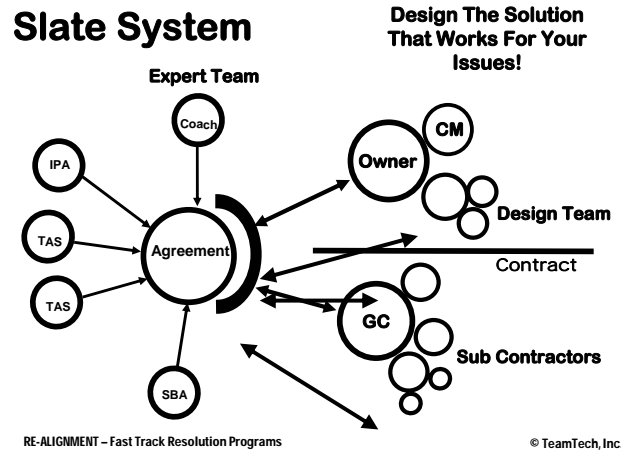 Slate System
Design The Solution
That Works For Your
Issues!
Expert Team
Coach
IPA
TAS
TAS
SBA
Agreement
Owner
CM
Design Team
Contract
GC
Sub Contractors
RE-ALIGNMENT – Fast Track Resolution Programs
© TeamTech, Inc